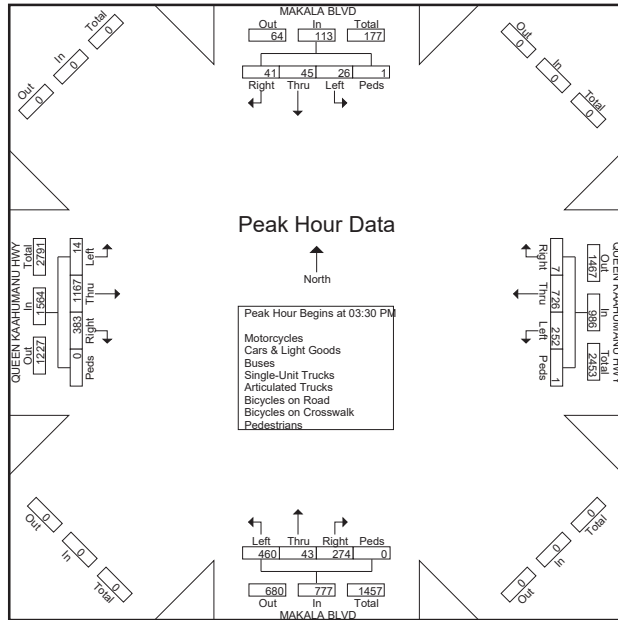 MAKALA BLVD
Out In Total
64 113 177
41 45 26 1
Right Thru Left Peds
Out In Total
0 0 0
Out In Total
0 0 0
QUEEN KAAHUMANU HWY
Total In Out
2791 1564 1227
14 1167 383 0
Left Thru Right Peds
Peak Hour Data
North
Peak Hour Begins at 03:30 PM
Motorcycles
Cars & Light Goods
Buses
Single-Unit Trucks
Articulated Trucks
Bicycles on Road
Bicycles on Crosswalk
Pedestrians
Right Thru Left Peds
7 726 252 1
Out In Total
1467 986 2453
QUEEN KAAHUMANU HWY
Out In Total
0 0 0
Out In Total
0 0 0
Left Thru Right Peds
460 43 274 0
680 777 1457
Out In Total
MAKALA BLVD